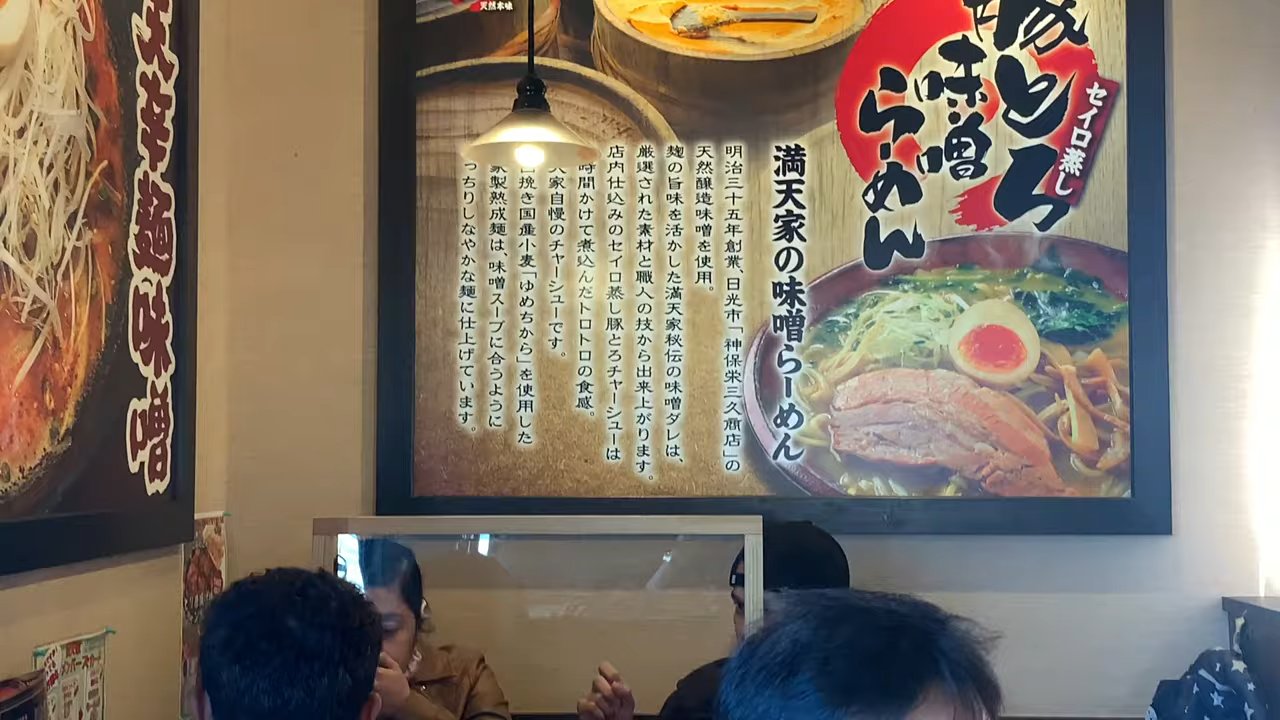 豚とろ
味噌
らーめん
セイロ蒸し
満天家の味噌らーめん
明治三十五年創業、日光市「神保栄三久商店」の
天然醸造味噌を使用。
麹の旨味を活かした満天家秘伝の味噌ダレは、
厳選された素材と職人の技から出来上がります。
店内仕込みのセイロ蒸し豚とろチャーシューは
時間かけて煮込んだトロトロの食感。
天家自慢のチャーシューです。
挽き国産小麦「ゆめちから」を使用した
家製熟成麺は、味噌スープに合うように
っちりしなやかな麺に仕上げています。
天然本味
辛麺味噌